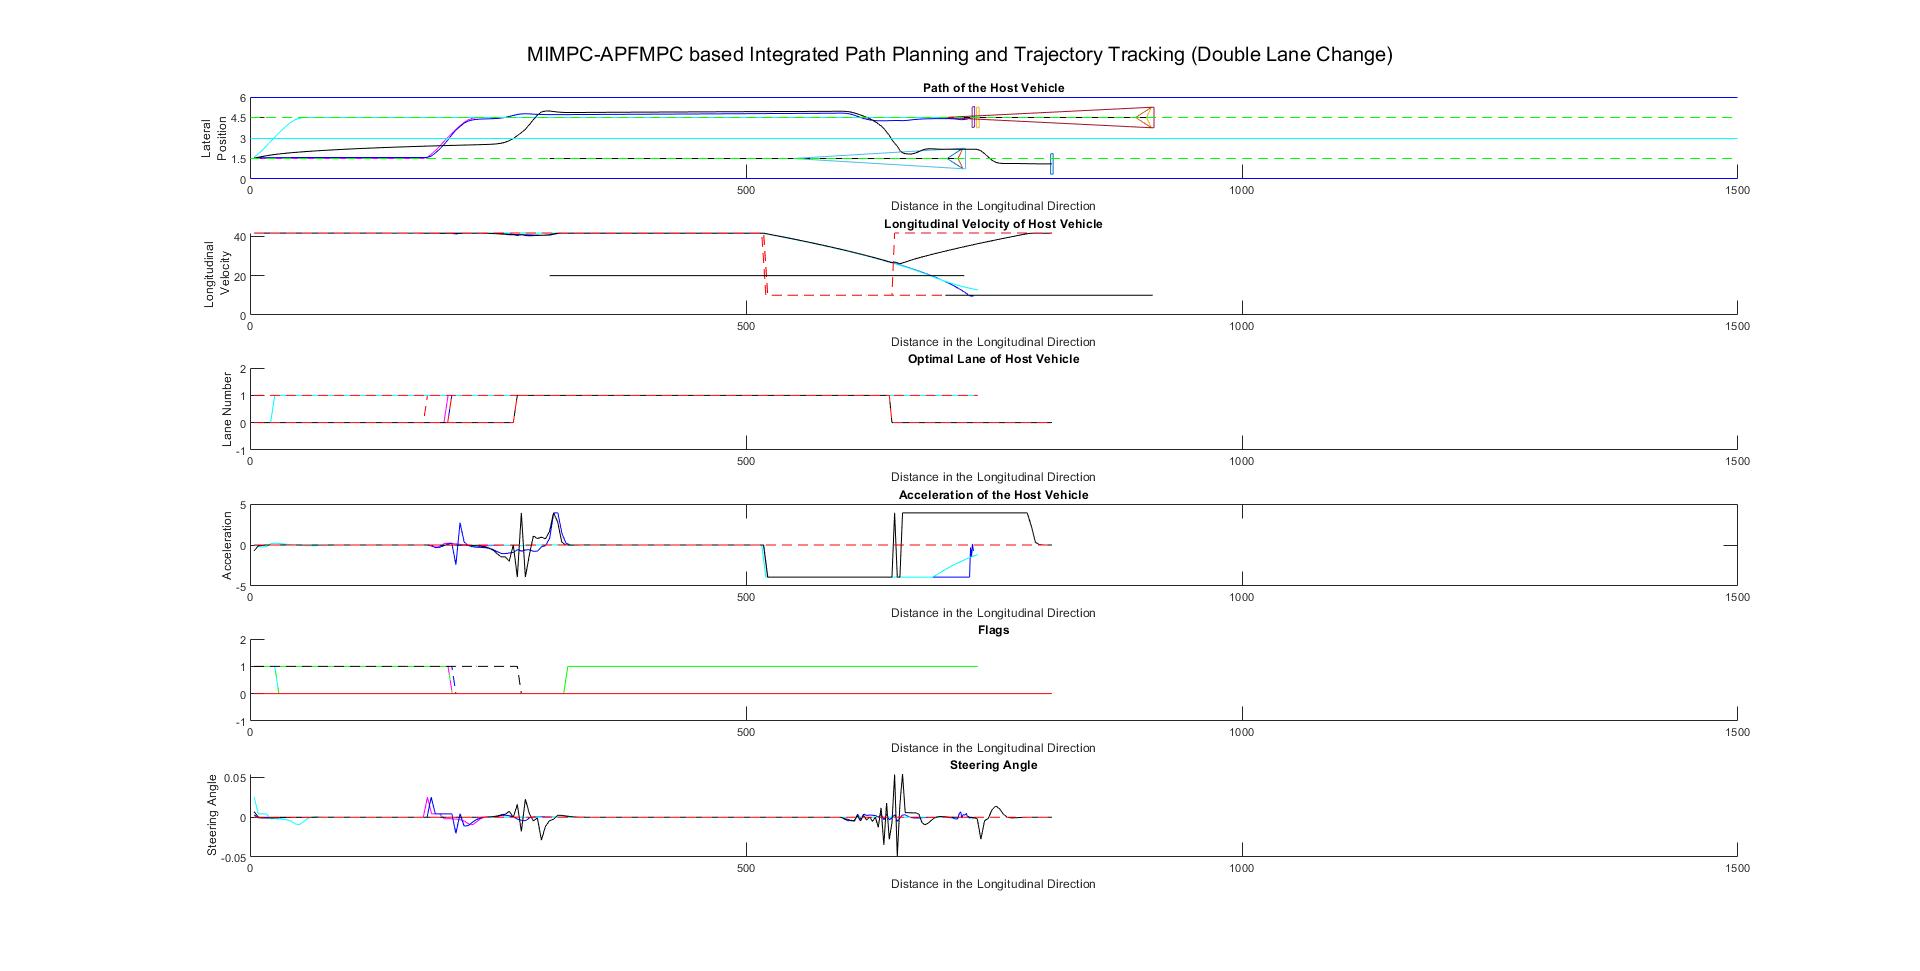 MIMPC-APFMPC based Integrated Path Planning and Trajectory Tracking (Double Lane Change)
Path of the Host Vehicle
Lateral
Position
6
4.5
3
1.5
0
0 500 1000 1500
Distance in the Longitudinal Direction
Longitudinal Velocity of Host Vehicle
Longitudinal
Velocity
40
20
0
0 500 1000 1500
Distance in the Longitudinal Direction
Optimal Lane of Host Vehicle
Lane Number
2
1
0
-1
0 500 1000 1500
Distance in the Longitudinal Direction
Acceleration of the Host Vehicle
Acceleration
5
0
-5
0 500 1000 1500
Distance in the Longitudinal Direction
Flags
2
1
0
-1
0 500 1000 1500
Distance in the Longitudinal Direction
Steering Angle
Steering Angle
0.05
0
-0.05
0 500 1000 1500
Distance in the Longitudinal Direction